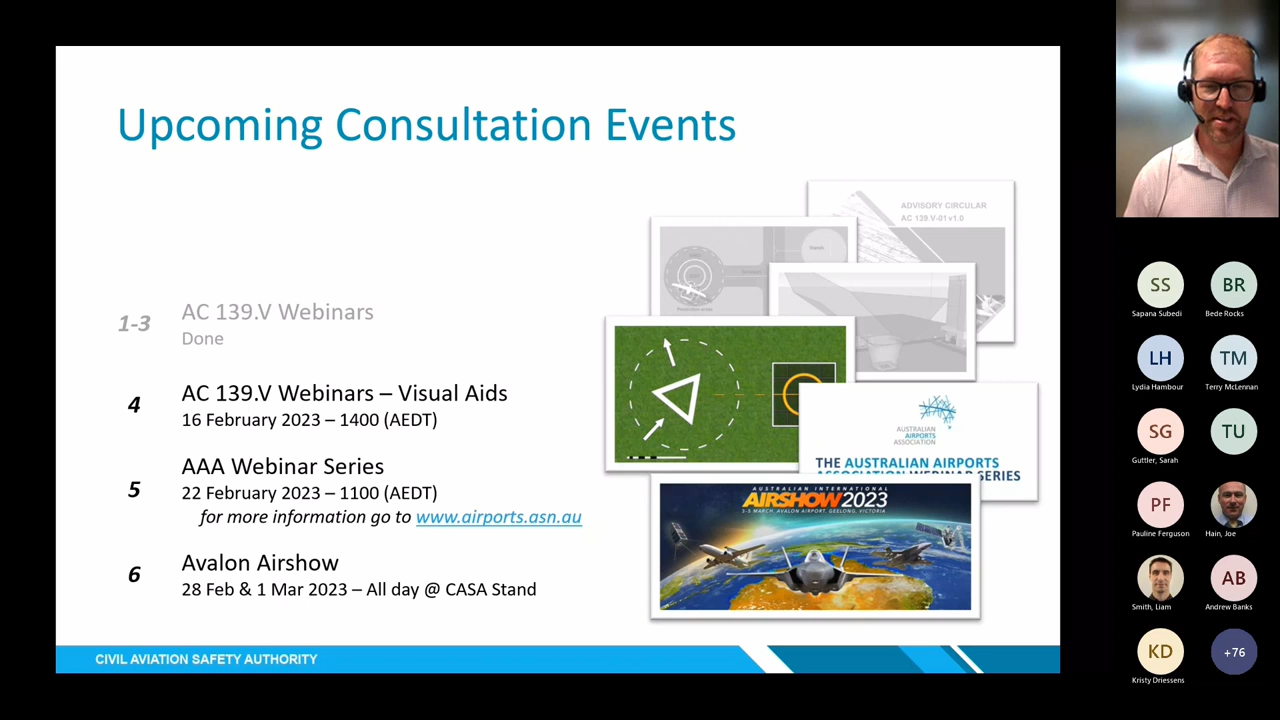 Upcoming Consultation Events
1-3
AC 139.V Webinars
Done
4
AC 139.V Webinars – Visual Aids
16 February 2023 – 1400 (AEDT)
5
AAA Webinar Series
22 February 2023 – 1100 (AEDT)
for more information go to www.airports.asn.au
6
Avalon Airshow
28 Feb & 1 Mar 2023 – All day @ CASA Stand
ADVISORY CIRCULAR
AC 139.V-01v1.0
AUSTRALIAN
AIRPORTS
ASSOCIATION
THE AUSTRALIAN AIRPORTS
ASSOCIATION WEBINAR SERIES
AUSTRALIAN INTERNATIONAL
AIRSHOW2023
CIVIL AVIATION SAFETY AUTHORITY
SS
Sapana Subedi
BR
Bede Rocks
LH
Lydia Hambour
TM
Terry McLennan
SG
Guttler, Sarah
TU
PF
Pauline Ferguson
Hain, Joe
Smith, Liam
AB
Andrew Banks
KD
Kristy Driessens
+76